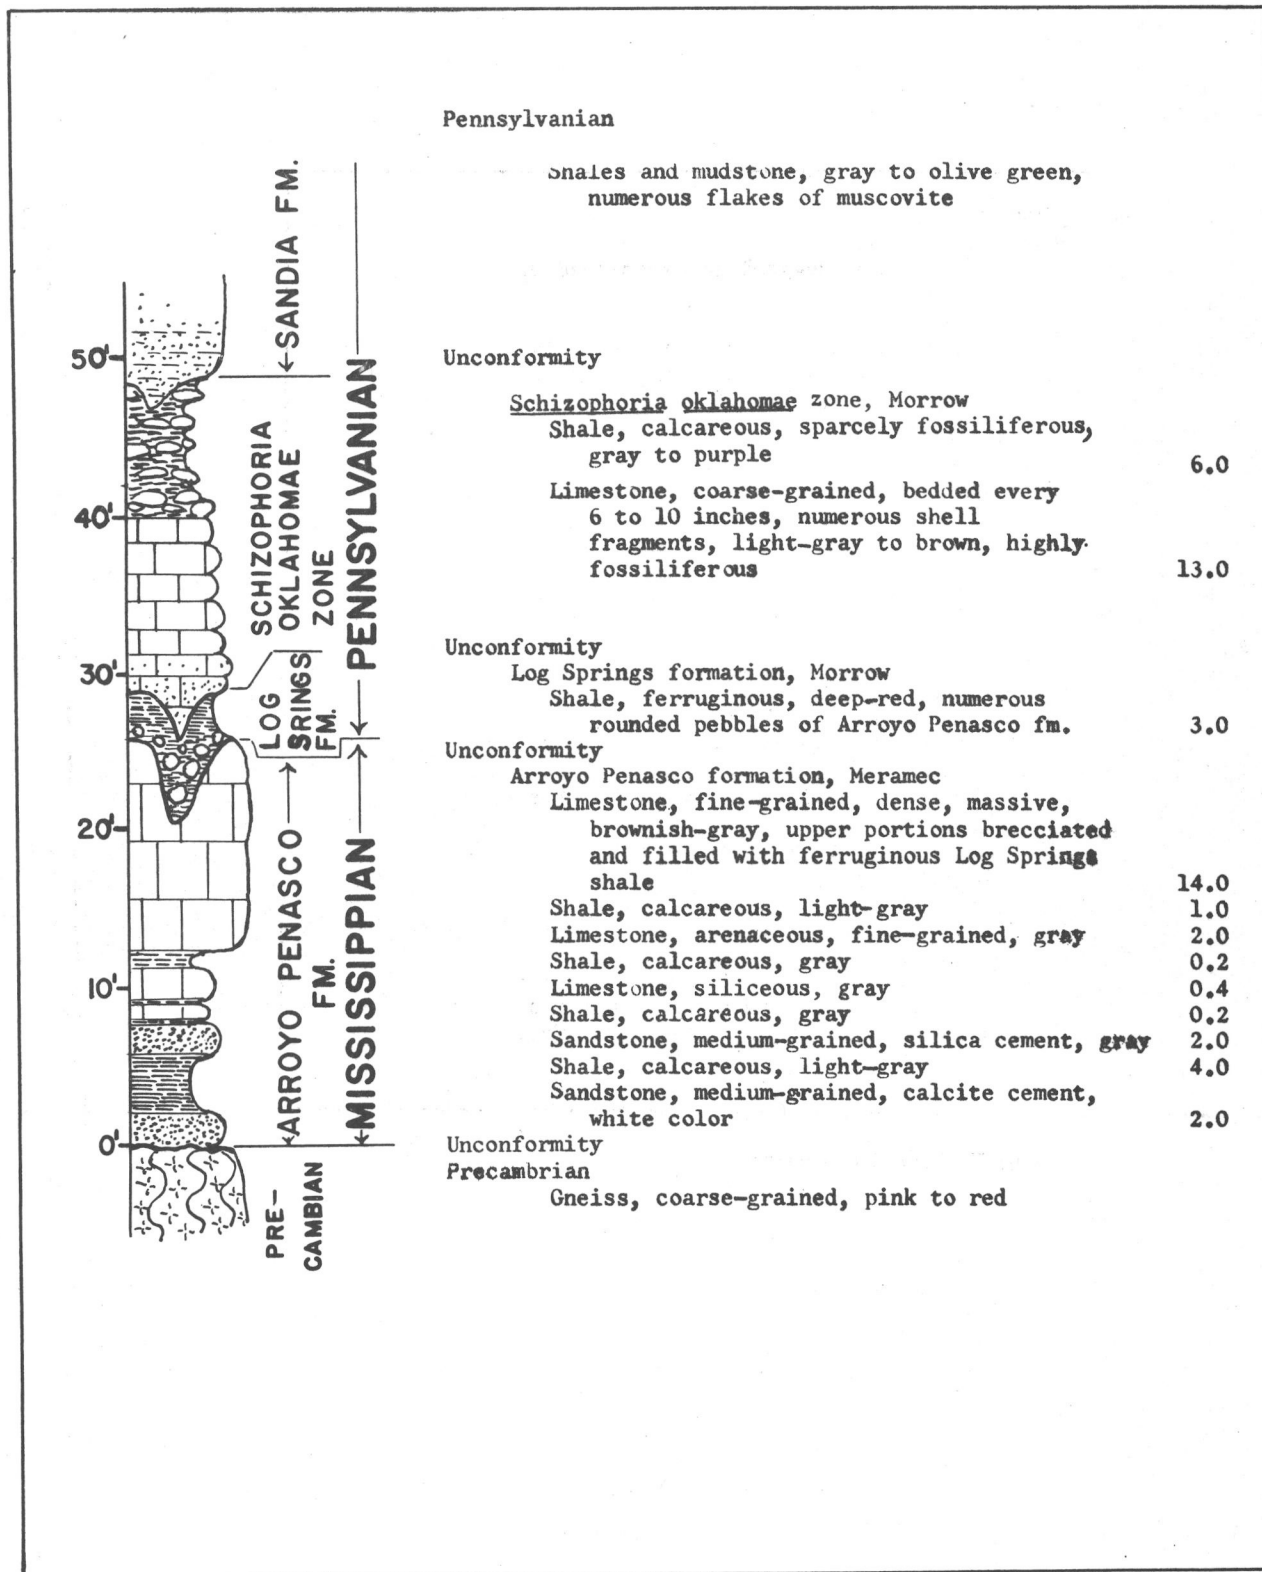 Pennsylvanian
Shales and mudstone, gray to olive green,
numerous flakes of muscovite
Unconformity
Schizophoria oklahomae zone, Morrow
Shale, calcareous, sparcely fossiliferous,
gray to purple 6.0
Limestone, coarse-grained, bedded every
6 to 10 inches, numerous shell
fragments, light-gray to brown, highly
fossiliferous 13.0
Unconformity
Log Springs formation, Morrow
Shale, ferruginous, deep-red, numerous
rounded pebbles of Arroyo Penasco fm. 3.0
Unconformity
Arroyo Penasco formation, Meramec
Limestone, fine-grained, dense, massive,
brownish-gray, upper portions brecciated
and filled with ferruginous Log Springs
shale 14.0
Shale, calcareous, light-gray 1.0
Limestone, arenaceous, fine-grained, gray 2.0
Shale, calcareous, gray 0.2
Limestone, siliceous, gray 0.4
Shale, calcareous, gray 0.2
Sandstone, medium-grained, silica cement, gray 2.0
Shale, calcareous, light-gray 4.0
Sandstone, medium-grained, calcite cement,
white color 2.0
Unconformity
Precambrian
Gneiss, coarse-grained, pink to red
50'
40'
30'
20'
10'
0'
SANDIA FM.
SCHIZOPHORIA
OKLAHOMAE
ZONE
LOG
SRINGS
FM.
PENNSYLVANIAN
ARROYO PENASCO
FM.
MISSISSIPPIAN
PRE-
CAMBIAN